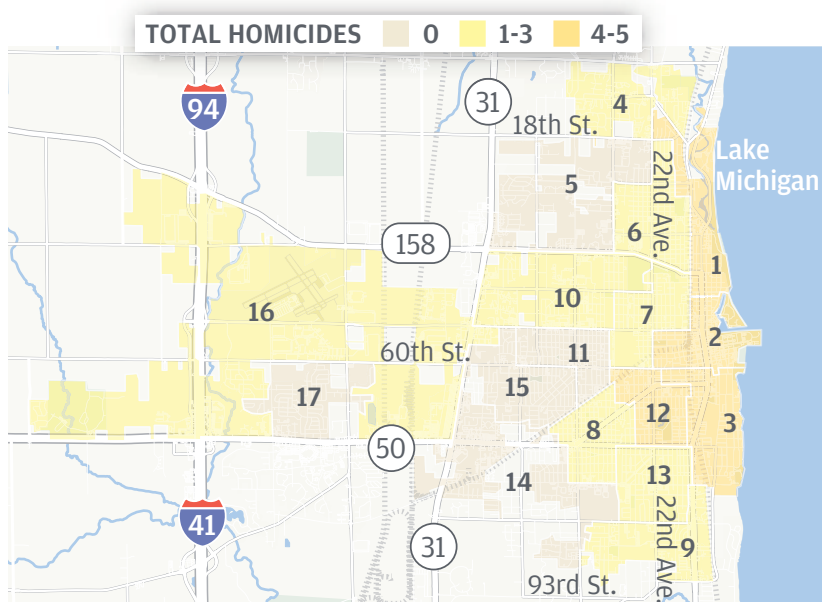 TOTAL HOMICIDES 0 1-3 4-5
94
31
4
18th St.
Lake
Michigan
22nd Ave.
5
6
158
1
16
10
7
2
60th St.
11
17
15
12
3
8
50
13
14
41
22nd Ave.
31
9
93rd St.